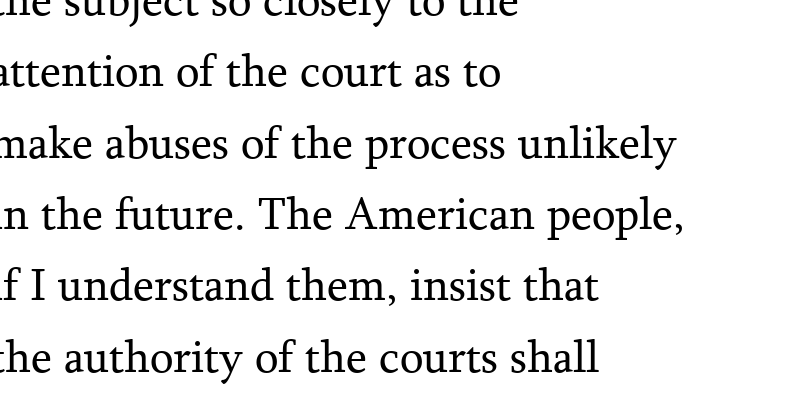 the subject so closely to the
attention of the court as to
make abuses of the process unlikely
in the future. The American people,
if I understand them, insist that
the authority of the courts shall